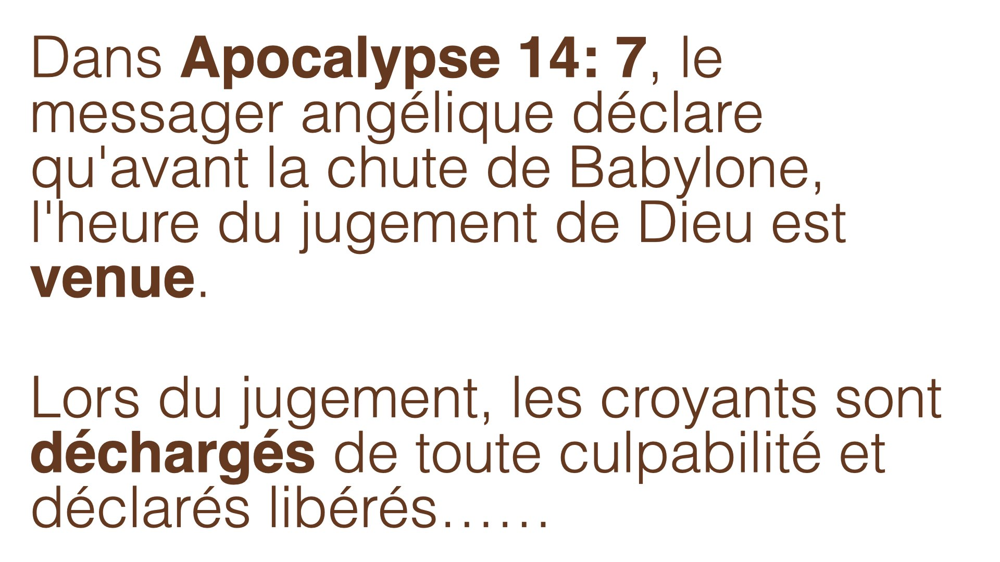 Dans Apocalypse 14: 7, le
messager angélique déclare
qu'avant la chute de Babylone,
l'heure du jugement de Dieu est
venue.
Lors du jugement, les croyants sont
déchargés de toute culpabilité et
déclarés libérés......